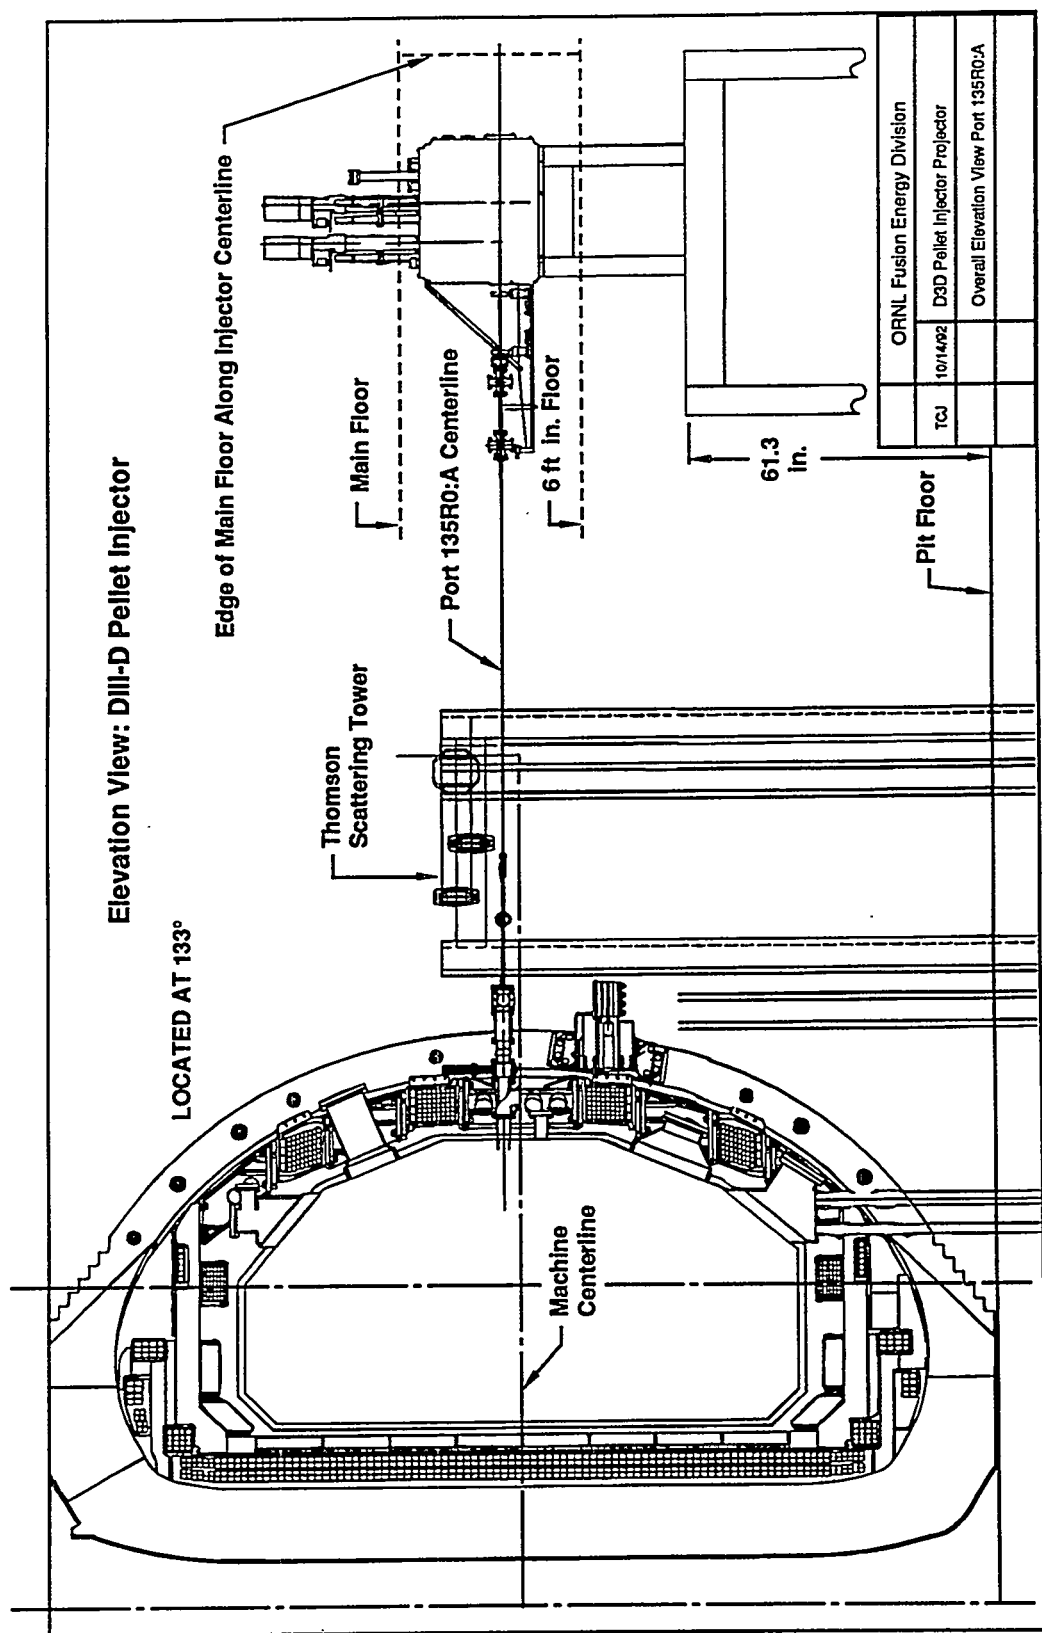 Elevation View: DIII-D Pellet Injector
LOCATED AT 133°
Edge of Main Floor Along Injector Centerline
Main Floor
Thomson
Scattering Tower
Port 135R0:A Centerline
6 ft in. Floor
Machine
Centerline
61.3
in.
Pit Floor
ORNL Fusion Energy Division
TCJ 10/14/92 D3D Pellet Injector Projector
Overall Elevation View Port 135R0:A